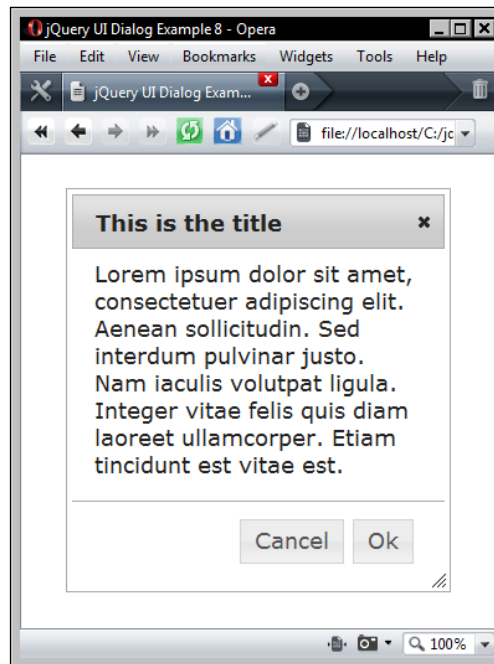 jQuery UI Dialog Example 8 - Opera
File Edit View Bookmarks Widgets Tools Help
jQuery UI Dialog Exam...
file://localhost/C:/jc
This is the title
Lorem ipsum dolor sit amet,
consectetuer adipiscing elit.
Aenean sollicitudin. Sed
interdum pulvinar justo.
Nam iaculis volutpat ligula.
Integer vitae felis quis diam
laoreet ullamcorper. Etiam
tincidunt est vitae est.
Cancel Ok
100%